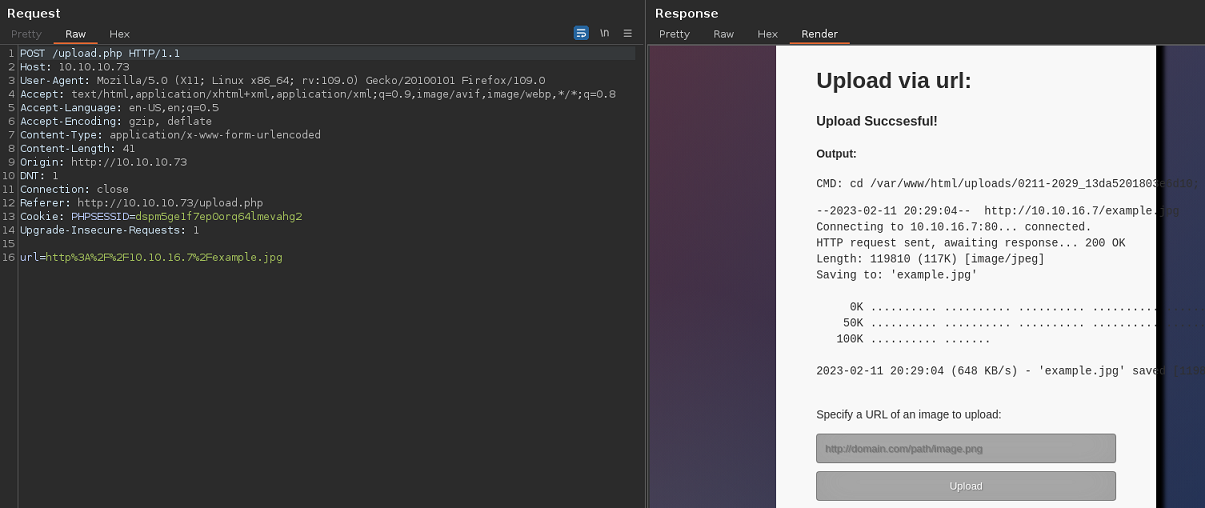 Request
Pretty Raw Hex \n
1 POST /upload.php HTTP/1.1
2 Host: 10.10.10.73
3 User-Agent: Mozilla/5.0 (X11; Linux x86_64; rv:109.0) Gecko/20100101 Firefox/109.0
4 Accept: text/html,application/xhtml+xml,application/xml;q=0.9,image/avif,image/webp,*/*;q=0.8
5 Accept-Language: en-US,en;q=0.5
6 Accept-Encoding: gzip, deflate
7 Content-Type: application/x-www-form-urlencoded
8 Content-Length: 41
9 Origin: http://10.10.10.73
10 DNT: 1
11 Connection: close
12 Referer: http://10.10.10.73/upload.php
13 Cookie: PHPSESSID=dspm5ge1f7ep0orq64lmevahg2
14 Upgrade-Insecure-Requests: 1
15
16 url=http%3A%2F%2F10.10.16.7%2Fexample.jpg
Response
Pretty Raw Hex Render
Upload via url:
Upload Succsesful!
Output:
CMD: cd /var/www/html/uploads/
--2023-02-11 20:29:04-- http://10.10.16.7/example.jpg
Connecting to 10.10.16.7:80... connected.
HTTP request sent, awaiting response... 200 OK
Length: 119810 (117K) [image/jpeg]
Saving to: 'example.jpg'
0K .......... .......... .......... ..........
50K .......... .......... .......... ..........
100K .......... .......
2023-02-11 20:29:04 (648 KB/s) - 'example.jpg' saved
Specify a URL of an image to upload:
http://domain.com/path/image.png
Upload